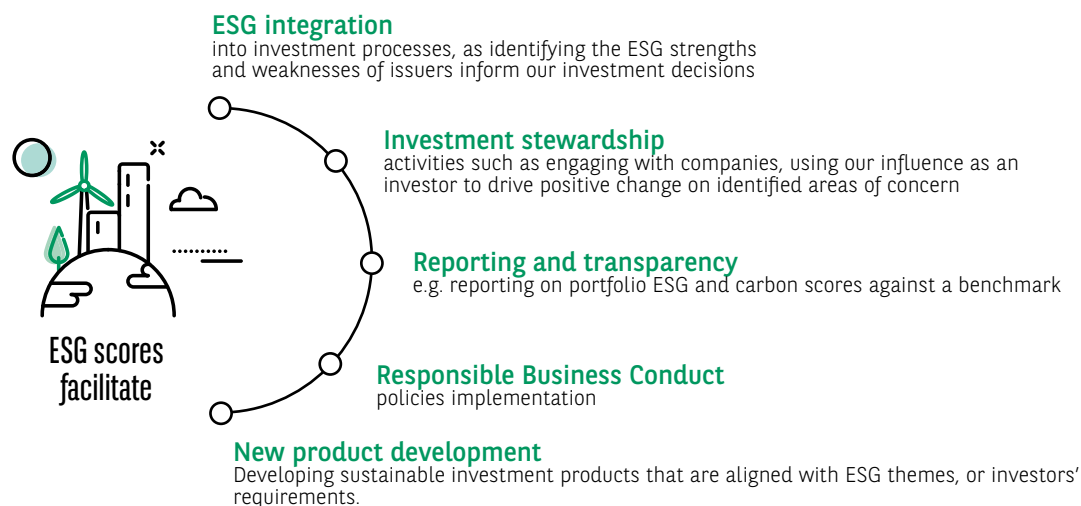 ESG integration
into investment processes, as identifying the ESG strengths
and weaknesses of issuers inform our investment decisions
Investment stewardship
activities such as engaging with companies, using our influence as an
investor to drive positive change on identified areas of concern
Reporting and transparency
e.g. reporting on portfolio ESG and carbon scores against a benchmark
ESG scores
facilitate
Responsible Business Conduct
policies implementation
New product development
Developing sustainable investment products that are aligned with ESG themes, or investors’
requirements.